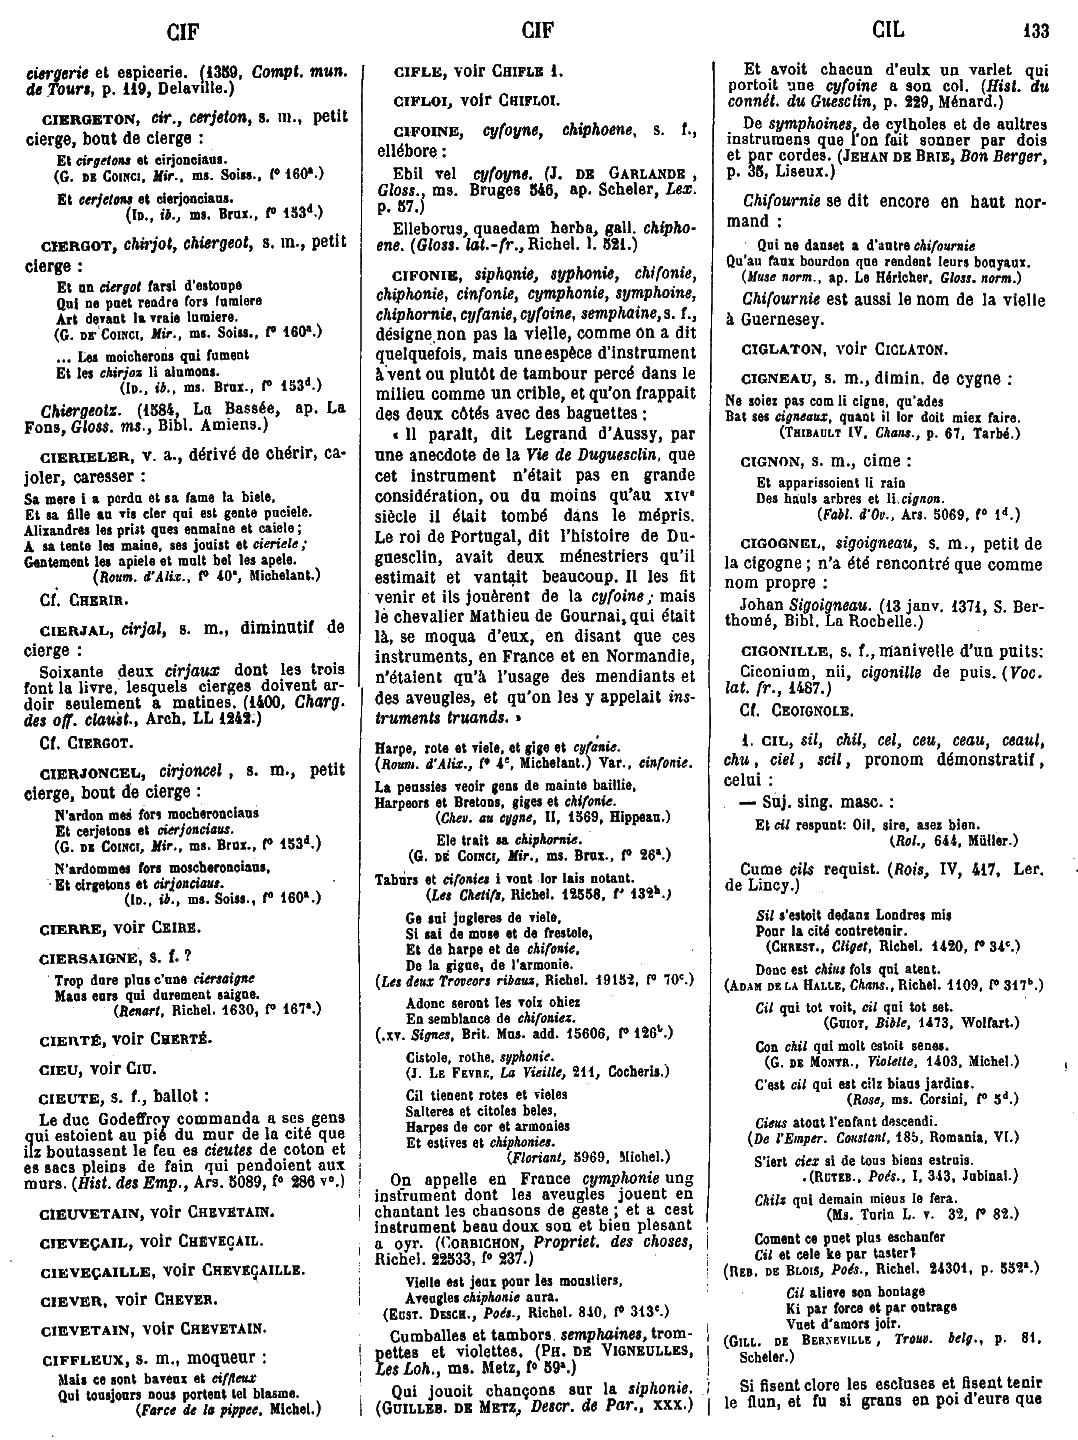 CIF
CIF
CIL
133
ciergerie et espicerie. (1359, Compt. mun.
de Tours, p. 119, Delaville.)
CIERGETON, cir., cerjeton, s. m., petit
cierge, bout de cierge :
Et cirgetons et cirjonciaus.
(G. DE COINCI, Mir., ms. Soiss., fº 160ª.)
Et cerjetons et cierjonciaus.
(ID., ib., ms. Brux., fº 153d.)
CIERGOT, chirjot, chiergeot, s. m., petit
cierge :
Et un ciergot farsi d'estoupe
Qui ne puet rendre fors fumiere
Art devant la vraie lumiere.
(G. DE COINCI, Mir., ms. Soiss., fº 160ª.)
... Les moicherons qui fument
Et les chirjoz li alumons.
(ID., ib., ms. Brux., fº 153d.)
Chiergeotz. (1584, La Bassée, ap. La
Fons, Gloss. ms., Bibl. Amiens.)
CIERIELER, v. a., dérivé de chérir, ca-
joler, caresser :
Sa mere i a perdu et sa fame la biele,
Et sa fille au vis cler qui est gente puciele.
Alixandres les prist ques enmaine et caiele ;
A sa tente les maine, ses jouist et cieriele ;
Gentement les apiele et mult bel les apele.
(Roum. d'Alix., fº 40ª, Michelant.)
Cf. CHERIR.
CIERJAL, cirjal, s. m., diminutif de
cierge :
Soixante deux cirjaux dont les trois
font la livre, lesquels cierges doivent ar-
doir seulement a matines. (1400, Charg.
des off. claust., Arch. LL 1242.)
Cf. CIERGOT.
CIERJONCEL, cirjoncel, s. m., petit
cierge, bout de cierge :
N'ardon mes fors mocheronciaus
Et cerjetons et cierjonciaus.
(G. DE COINCI, Mir., ms. Brux., fº 153d.)
N'ardommes fors moscheronciaus,
Et cirgetons et cirjonciaus.
(ID., ib., ms. Soiss., fº 160ª.)
CIERRE, voir CEIRE.
CIERSAIGNE, s. f. ?
Trop dure plus c'une ciersaigne
Maus eurs qui durement saigne.
(Renart, Richel. 1630, fº 167ª.)
CIERTÉ, voir CHERTÉ.
CIEU, voir CIU.
CIEUTE, s. f., ballot :
Le duc Godeffroy commanda a ses gens
qui estoient au pié du mur de la cité que
ilz boutassent le feu es cieutes de coton et
es sacs pleins de fain qui pendoient aux
murs. (Hist. des Emp., Ars. 5089, fº 286 vº.)
CIEUVETAIN, voir CHEVETAIN.
CIEVEÇAIL, voir CHEVEÇAIL.
CIEVEÇAILLE, voir CHEVEÇAILLE.
CIEVER, voir CHEVER.
CIEVETAIN, voir CHEVETAIN.
CIFFLEUX, s. m., moqueur :
Mais ce sont baveux et ciffleux
Qui tousjours nous portent tel blasme.
(Farce de la pippee, Michel.)
CIFLE, voir CHIFLE 1.
CIFLOI, voir CHIFLOI.
CIFOINE, cyfoyne, chiphoene, s. f.,
ellébore :
Ebil vel cyfoyne. (J. DE GARLANDE,
Gloss., ms. Bruges 546, ap. Scheler, Lex.
p. 57.)
Elleborus, quaedam herba, gall. chipho-
ene. (Gloss. lat.-fr., Richel. l. 521.)
CIFONIE, siphonie, syphonie, chifonie,
chiphonie, cinfonie, cymphonie, symphoine,
chiphornie, cyfanie, cyfoine, semphaine, s. f.,
désigne non pas la vielle, comme on a dit
quelquefois, mais une espèce d'instrument
à vent ou plutôt de tambour percé dans le
milieu comme un crible, et qu'on frappait
des deux côtés avec des baguettes :
« Il paraît, dit Legrand d'Aussy, par
une anecdote de la Vie de Duguesclin, que
cet instrument n'était pas en grande
considération, ou du moins qu'au XIVe
siècle il était tombé dans le mépris.
Le roi de Portugal, dit l'histoire de Du-
guesclin, avait deux ménestriers qu'il
estimait et vantait beaucoup. Il les fit
venir et ils jouèrent de la cyfoine ; mais
le chevalier Mathieu de Gournai, qui était
là, se moqua d'eux, en disant que ces
instruments, en France et en Normandie,
n'étaient qu'à l'usage des mendiants et
des aveugles, et qu'on les y appelait ins-
truments truands. »
Harpe, rote et viele, et gige et cyfanie.
(Roum. d'Alix., fº 4c, Michelant.) Var., cinfonie.
La peussies veoir gens de mainte baillie,
Harpeors et Bretons, giges et chifonie.
(Chev. au cygne, II, 1569, Hippeau.)
Ele trait sa chiphornie.
(G. DE COINCI, Mir., ms. Brux., fº 26ª.)
Taburs et cifonies i vont lor lais notant.
(Les Chetifs, Richel. 12558, fº 132b.)
Ge sui jugleres de viele,
Si sai de muse et de frestele,
Et de harpe et de chifonie,
De la gigue, de l'armonie.
(Les deux Troveors ribauz, Richel. 19152, fº 70c.)
Adonc seront les voiz ohiez
En semblance de chifoniez.
(.XV. Signes, Brit. Mus. add. 15606, fº 126b.)
Cistole, rothe, syphonie.
(J. LE FEVRE, La Vieille, 211, Cocheris.)
Cil tienent rotes et vieles
Salteres et citoles beles,
Harpes de cor et armonies
Et estives et chiphonies.
(Floriant, 5969, Michel.)
On appelle en France cymphonie ung
instrument dont les aveugles jouent en
chantant les chansons de geste ; et a cest
instrument beau doux son et bien plesant
a oyr. (CORBICHON, Propriet. des choses,
Richel. 22533, fº 237.)
Vielle est jeux pour les moustiers,
Aveugles chiphonie aura.
(EUST. DESCH., Poés., Richel. 840, fº 313c.)
Cumballes et tambors, semphaines, trom-
pettes et violettes. (PH. DE VIGNEULLES,
Les Loh., ms. Metz, fº 59ª.)
Qui jouoit chançons sur la siphonie.
(GUILLEB. DE METZ, Descr. de Par., XXX.)
Et avoit chacun d'eulx un varlet qui
portoit une cyfoine a son col. (Hist. du
connét. du Guesclin, p. 229, Ménard.)
De symphoines, de cytholes et de aultres
instrumens que l'on fait sonner par dois
et par cordes. (JEHAN DE BRIE, Bon Berger,
p. 35, Liseux.)
Chifournie se dit encore en haut nor-
mand :
Qui ne danset a d'autre chifournie
Qu'au faux bourdon que rendent leurs bouyaux.
(Muse norm., ap. Le Héricher, Gloss. norm.)
Chifournie est aussi le nom de la vielle
à Guernesey.
CIGLATON, voir CICLATON.
CIGNEAU, s. m., dimin. de cygne :
Ne soiez pas com li cigne, qu'ades
Bat ses cigneaux, quant il lor doit miex faire.
(THIBAULT IV, Chans., p. 67, Tarbé.)
CIGNON, s. m., cime :
Et apparissoient li rain
Des hauls arbres et li cignon.
(Fabl. d'Ov., Ars. 5069, fº 1d.)
CIGOGNEL, sigoigneau, s. m., petit de
la cigogne ; n'a été rencontré que comme
nom propre :
Johan Sigoigneau. (13 janv. 1371, S. Ber-
thomé, Bibl. La Rochelle.)
CIGONILLE, s. f., manivelle d'un puits:
Ciconium, nii, cigonille de puis. (Voc.
lat. fr., 1487.)
Cf. CEOIGNOLE.
1. CIL, sil, chil, cel, ceu, ceau, ceaul,
chu, ciel, scil, pronom démonstratif,
celui :
— Suj. sing. masc. :
Et cil respunt: Oil, sire, asez bien.
(Rol., 644, Müller.)
Cume cils requist. (Rois, IV, 417, Ler.
de Lincy.)
Sil s'estoit dedanz Londres mis
Pour la cité contretenir.
(CHREST., Cliget, Richel. 1420, fº 34c.)
Donc est chius fols qui atent.
(ADAM DE LA HALLE, Chans., Richel. 1109, fº 317b.)
Cil qui tot voit, cil qui tot set.
(GUIOT, Bible, 1473, Wolfart.)
Con chil qui molt estoit senes.
(G. DE MONTR., Violette, 1403, Michel.)
C'est cil qui est cilz biaus jardins.
(Rose, ms. Corsini, fº 5d.)
Cieus atout l'enfant descendi.
(De l'Emper. Coustant, 185, Romania, VI.)
S'iert ciex si de tous biens estruis.
(RUTEB., Poés., I, 343, Jubinal.)
Chilz qui demain mieus le fera.
(Ms. Turin L. V. 32, fº 82.)
Coment ce puet plus eschaufer
Cil et cele ke par taster?
(ROB. DE BLOIS, Poés., Richel. 24301, p. 552ª.)
Cil alieve son hontage
Ki par force et par outrage
Vuet d'amors joir.
(GILL. DE BERNEVILLE, Trouv. belg., p. 81,
Scheler.)
Si fisent clore les escluses et fisent tenir
le flun, et fu si grans en poi d'eure que